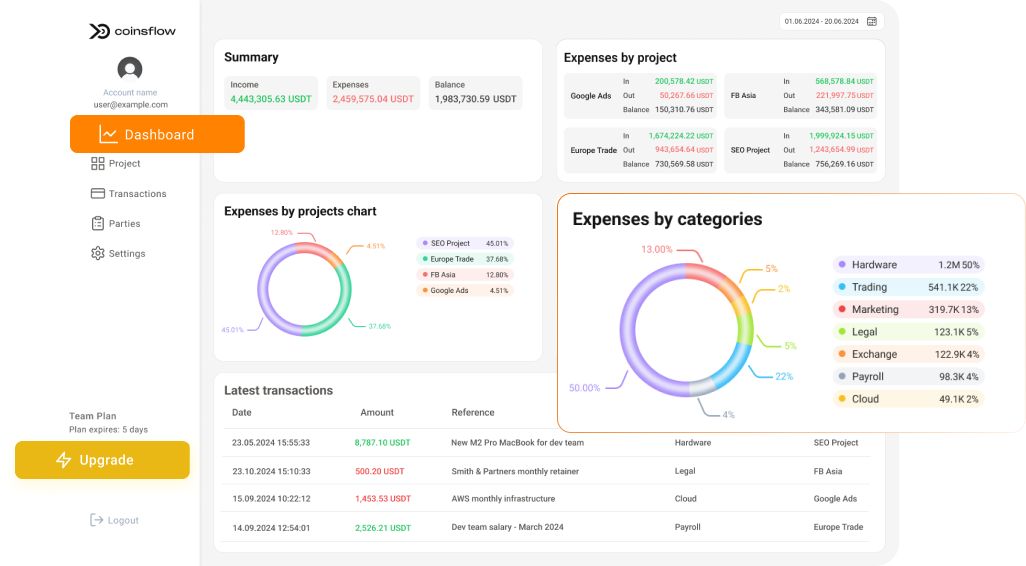 coinsflow
Account name
user@example.com
Dashboard
Project
Transactions
Parties
Settings
Team Plan
Plan expires: 5 days
Upgrade
Logout
01.06.2024 - 20.06.2024
Summary
Income
4,443,305.63 USDT
Expenses
2,459,575.04 USDT
Balance
1,983,730.59 USDT
Expenses by project
Google Ads
In 200,578.42 USDT
Out 50,267.66 USDT
Balance 150,310.76 USDT
FB Asia
In 568,578.84 USDT
Out 221,997.75 USDT
Balance 343,581.09 USDT
Europe Trade
In 1,674,224.22 USDT
Out 943,654.64 USDT
Balance 730,569.58 USDT
SEO Project
In 1,999,924.15 USDT
Out 1,243,654.99 USDT
Balance 756,269.16 USDT
Expenses by projects chart
12.80%
4.51%
45.01%
37.68%
SEO Project 45.01%
Europe Trade 37.68%
FB Asia 12.80%
Google Ads 4.51%
Expenses by categories
13.00%
5%
2%
5%
22%
50.00%
4%
Hardware 1.2M 50%
Trading 541.1K 22%
Marketing 319.7K 13%
Legal 123.1K 5%
Exchange 122.9K 4%
Payroll 98.3K 4%
Cloud 49.1K 2%
Latest transactions
Date Amount Reference
23.05.2024 15:55:33 8,787.10 USDT New M2 Pro MacBook for dev team Hardware SEO Project
23.10.2024 15:10:33 500.20 USDT Smith & Partners monthly retainer Legal FB Asia
15.09.2024 10:22:12 1,453.53 USDT AWS monthly infrastructure Cloud Google Ads
14.09.2024 12:54:01 2,526.21 USDT Dev team salary - March 2024 Payroll Europe Trade